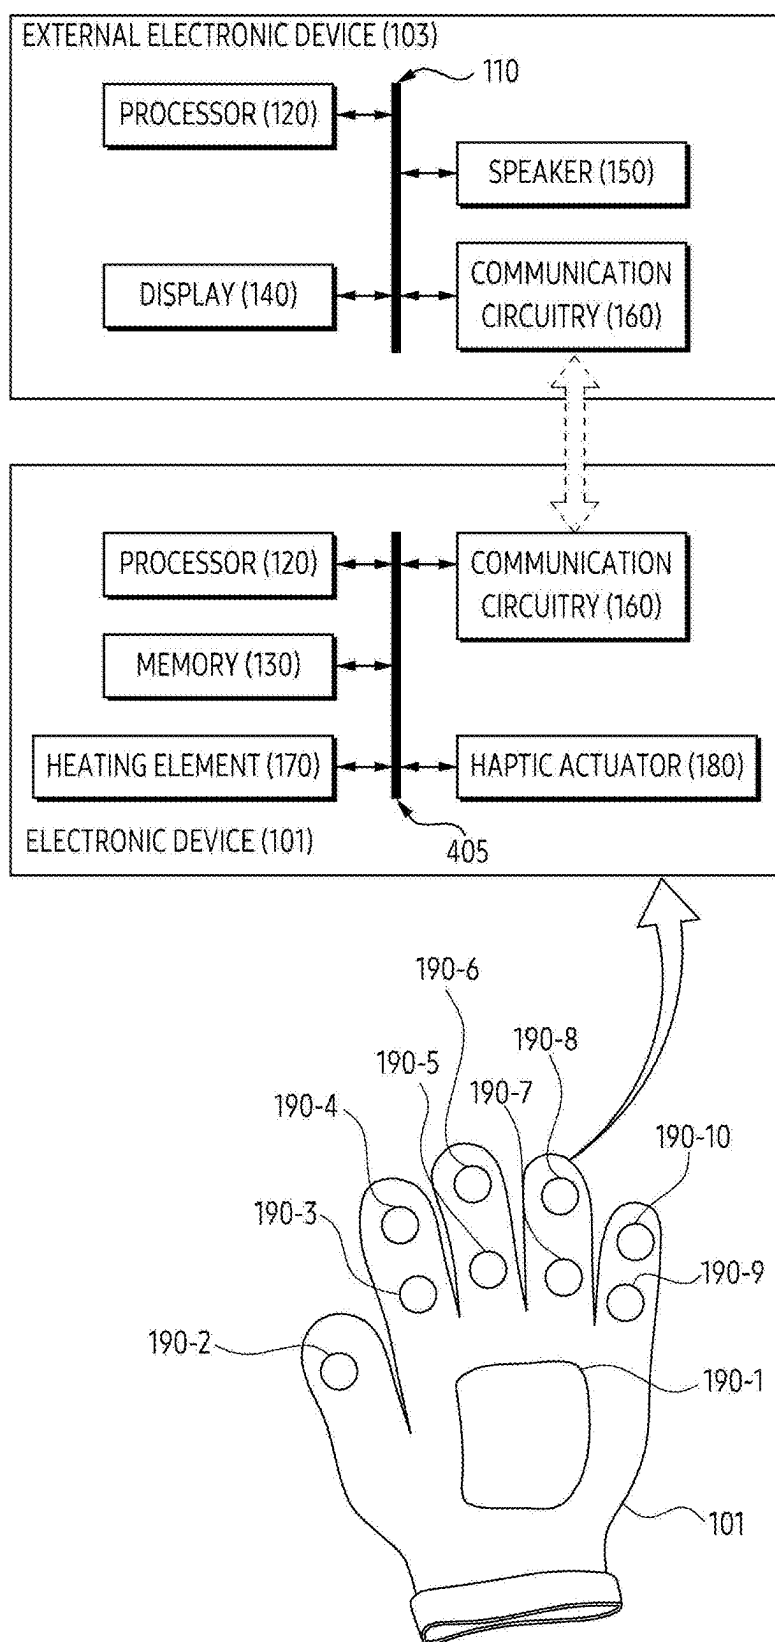 EXTERNAL ELECTRONIC DEVICE (103)
110
PROCESSOR (120)
SPEAKER (150)
DISPLAY (140)
COMMUNICATION
CIRCUITRY (160)
PROCESSOR (120)
COMMUNICATION
CIRCUITRY (160)
MEMORY (130)
HEATING ELEMENT (170)
HAPTIC ACTUATOR (180)
ELECTRONIC DEVICE (101)
405
190-6
190-8
190-5
190-7
190-4
190-10
190-3
190-9
190-2
190-1
101